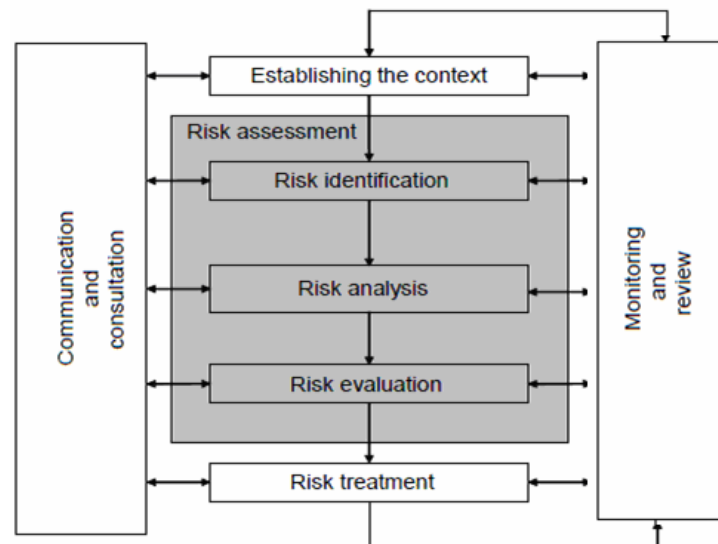 Establishing the context
Risk assessment
Risk identification
Risk analysis
Risk evaluation
Risk treatment
Communication
and
consultation
Monitoring
and
review